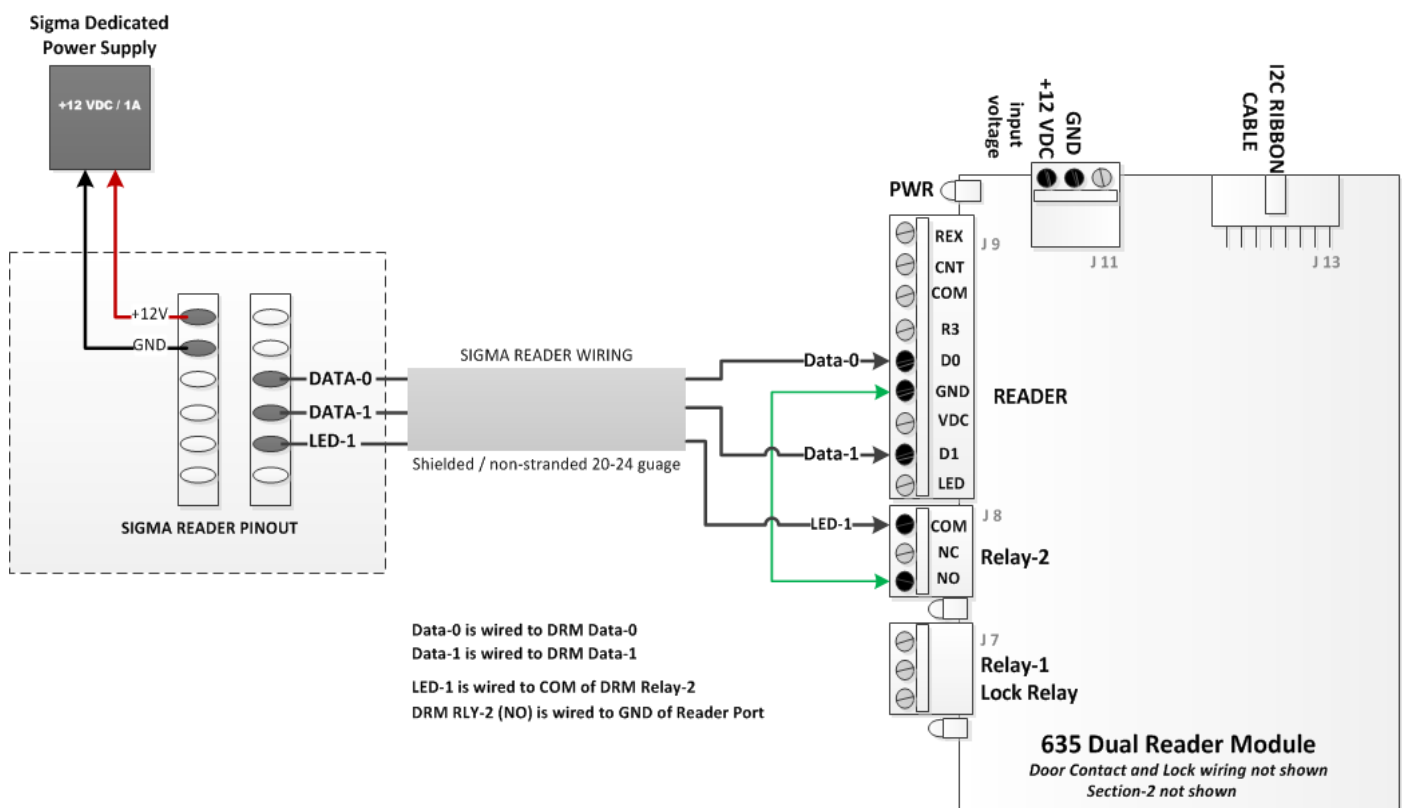 Sigma Dedicated
Power Supply
+12 VDC / 1A
+12V
GND
DATA-0
DATA-1
LED-1
SIGMA READER PINOUT
SIGMA READER WIRING
Shielded / non-stranded 20-24 guage
Data-0
Data-1
LED-1
Data-0 is wired to DRM Data-0
Data-1 is wired to DRM Data-1
LED-1 is wired to COM of DRM Relay-2
DRM RLY-2 (NO) is wired to GND of Reader Port
input
voltage
+12 VDC
GND
I2C RIBBON
CABLE
PWR
J 11
J 13
J 9
REX
CNT
COM
R3
D0
GND
VDC
D1
LED
READER
J 8
COM
NC
NO
Relay-2
J 7
Relay-1
Lock Relay
635 Dual Reader Module
Door Contact and Lock wiring not shown
Section-2 not shown